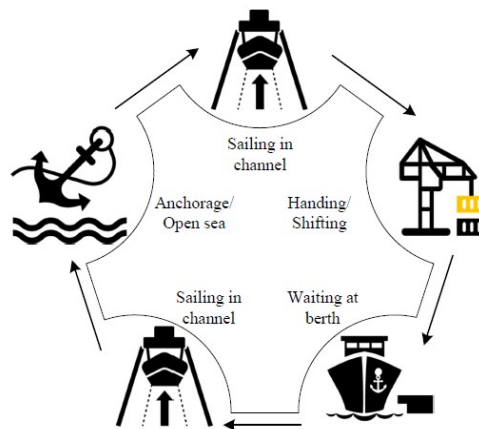 Sailing in
channel
Anchorage/
Open sea
Handing/
Shifting
Sailing in
channel
Waiting at
berth